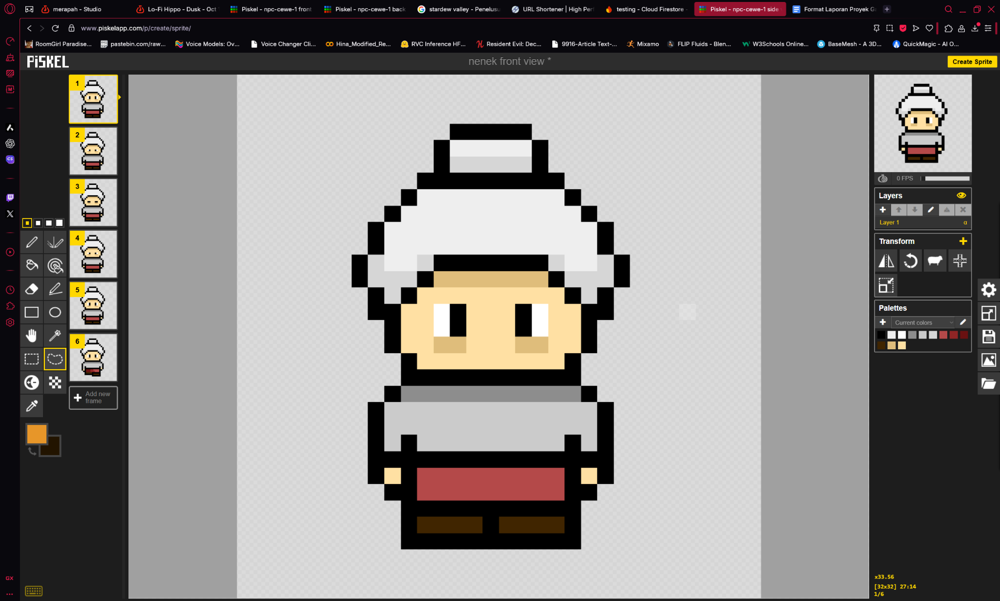 merapah - Studio
Lo-Fi Hippo - Dusk - Oct
Piskel - npc-cewe-1 front
Piskel - npc-cewe-1 back
stardew valley - Penelusu
URL Shortener | High Per
testing - Cloud Firestore -
Piskel - npc-cewe-1 side
Format Laporan Proyek Ga
www.piskelapp.com/p/create/sprite/
RoomGirl Paradise...
pastebin.com/raw...
Voice Models: Ov...
Voice Changer Cli...
Hina_Modified_Re...
RVC Inference HF...
Resident Evil: Dec...
9916-Article Text-...
Mixamo
FLIP Fluids - Blen...
W3Schools Online...
BaseMesh - A 3D...
QuickMagic - AI O...
PiSKEL
nenek front view *
Create Sprite
1
2
3
4
5
6
Add new
frame
0 FPS
Layers
Layer 1
α
Transform
Palettes
Current colors
CS
GX
x33.56
[32x32] 27:14
1/6